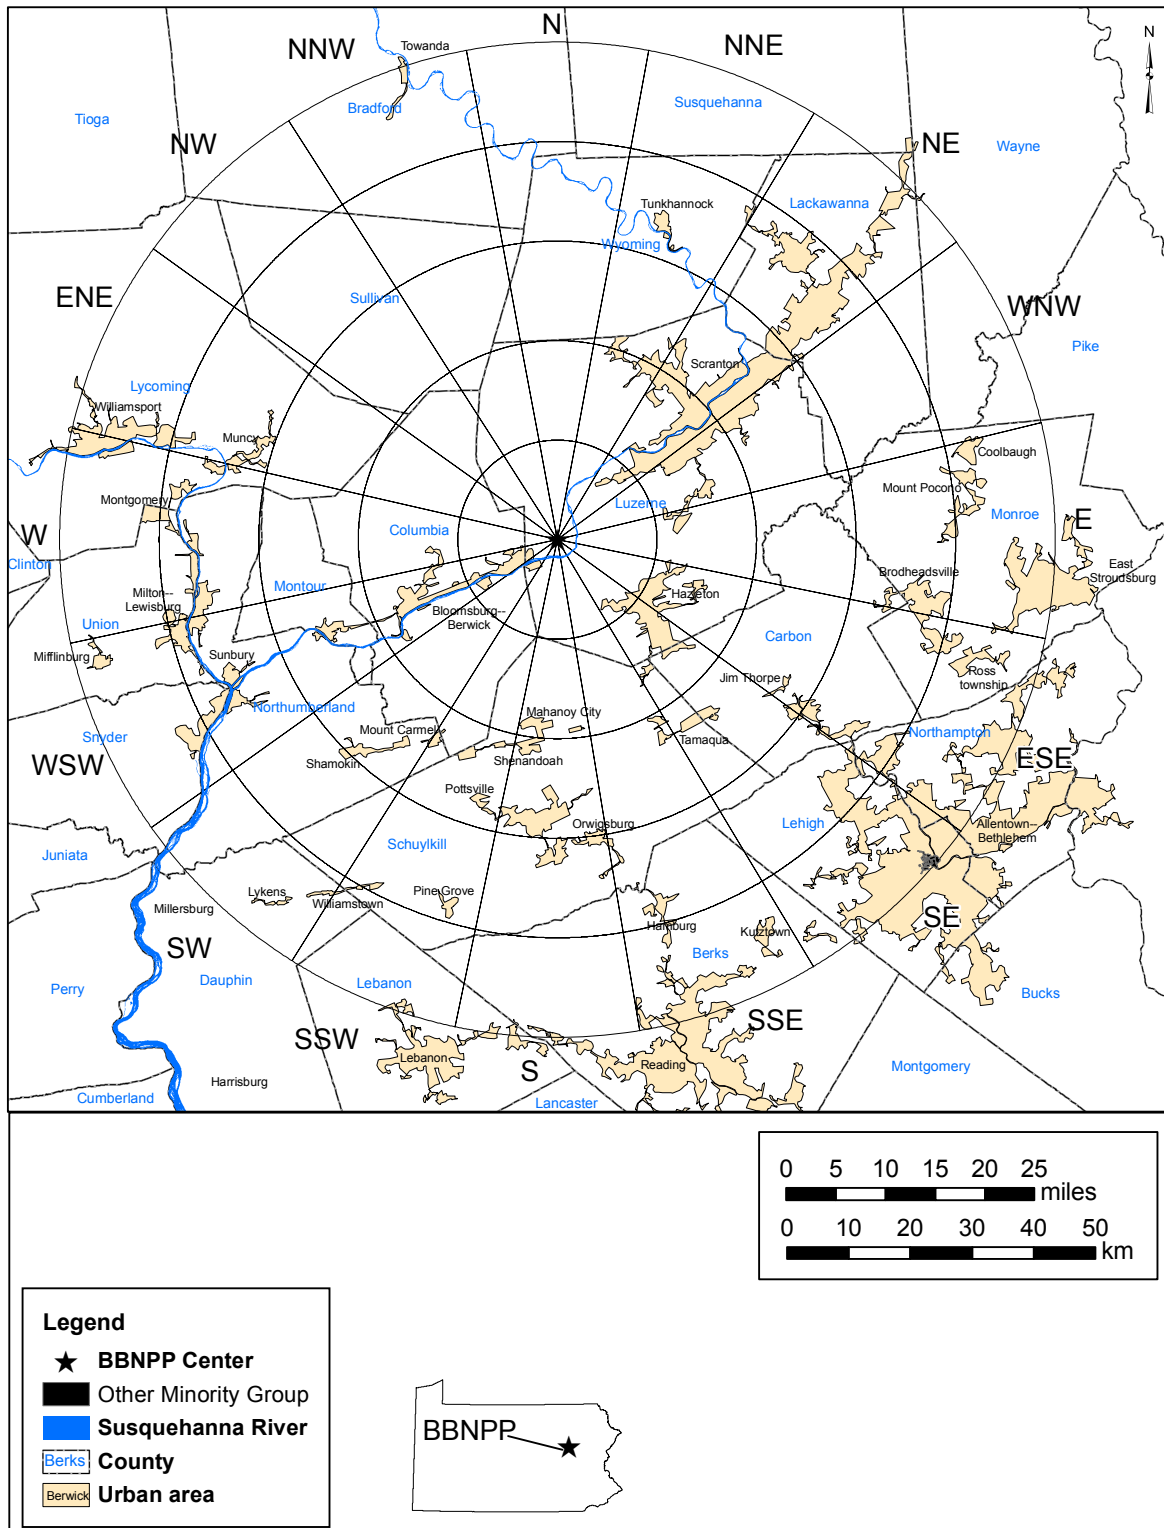 N
NNW
Towanda
NNE
N
Bradford
Susquehanna
Tioga
NW
NE
Wayne
Lackawanna
Tunkhannock
Wyoming
ENE
Sullivan
WNW
Pike
Scranton
Lycoming
Williamsport
Muncy
Coolbaugh
Montgomery
Luzerne
Mount Pocono
Monroe
E
W
Columbia
Clinton
Montour
Milton--
Lewisburg
Bloomsburg--
Berwick
Hazleton
Brodheadsville
East
Stroudsburg
Union
Mifflinburg
Sunbury
Carbon
Jim Thorpe
Ross
township
Northumberland
Snyder
WSW
Mount Carmel
Mahanoy City
Tamaqua
Northampton
ESE
Shamokin
Shenandoah
Pottsville
Orwigsburg
Lehigh
Allentown--
Bethlehem
Juniata
Schuylkill
Lykens
Williamstown
Pine Grove
Millersburg
Hamburg
Kutztown
SE
SW
Berks
Perry
Dauphin
Lebanon
Bucks
SSW
SSE
Lebanon
S
Reading
Montgomery
Harrisburg
Cumberland
Lancaster
0 5 10 15 20 25
miles
0 10 20 30 40 50
km
Legend
BBNPP Center
Other Minority Group
Susquehanna River
Berks County
Berwick Urban area
BBNPP